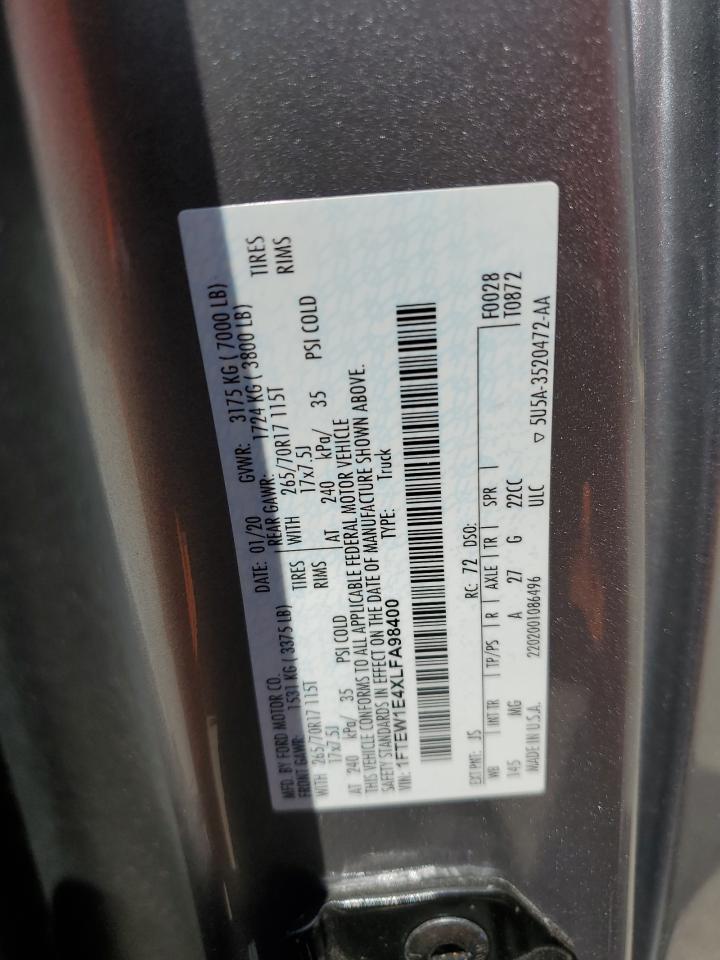 MFD. BY FORD MOTOR CO. DATE: 01/20 GVWR: 3175 KG ( 7000 LB)
FRONT GAWR: 1531 KG ( 3375 LB) REAR GAWR: 1724 KG ( 3800 LB)
WITH 265/70R17 115T TIRES WITH 265/70R17 115T TIRES
17x7.5J RIMS 17x7.5J RIMS
AT 240 kPa/ 35 PSI COLD AT 240 kPa/ 35 PSI COLD
THIS VEHICLE CONFORMS TO ALL APPLICABLE FEDERAL MOTOR VEHICLE
SAFETY STANDARDS IN EFFECT ON THE DATE OF MANUFACTURE SHOWN ABOVE.
VIN: 1FTEW1E4XLFA98400 TYPE: Truck
EXT PNT: JS RC: 72 DSO: F0028
T0872
WB INT TR TP/PS R AXLE TR SPR
145 MG A 27 G 22CC
ULC 5U5A-3520472-AA
MADE IN U.S.A. 2202001086496